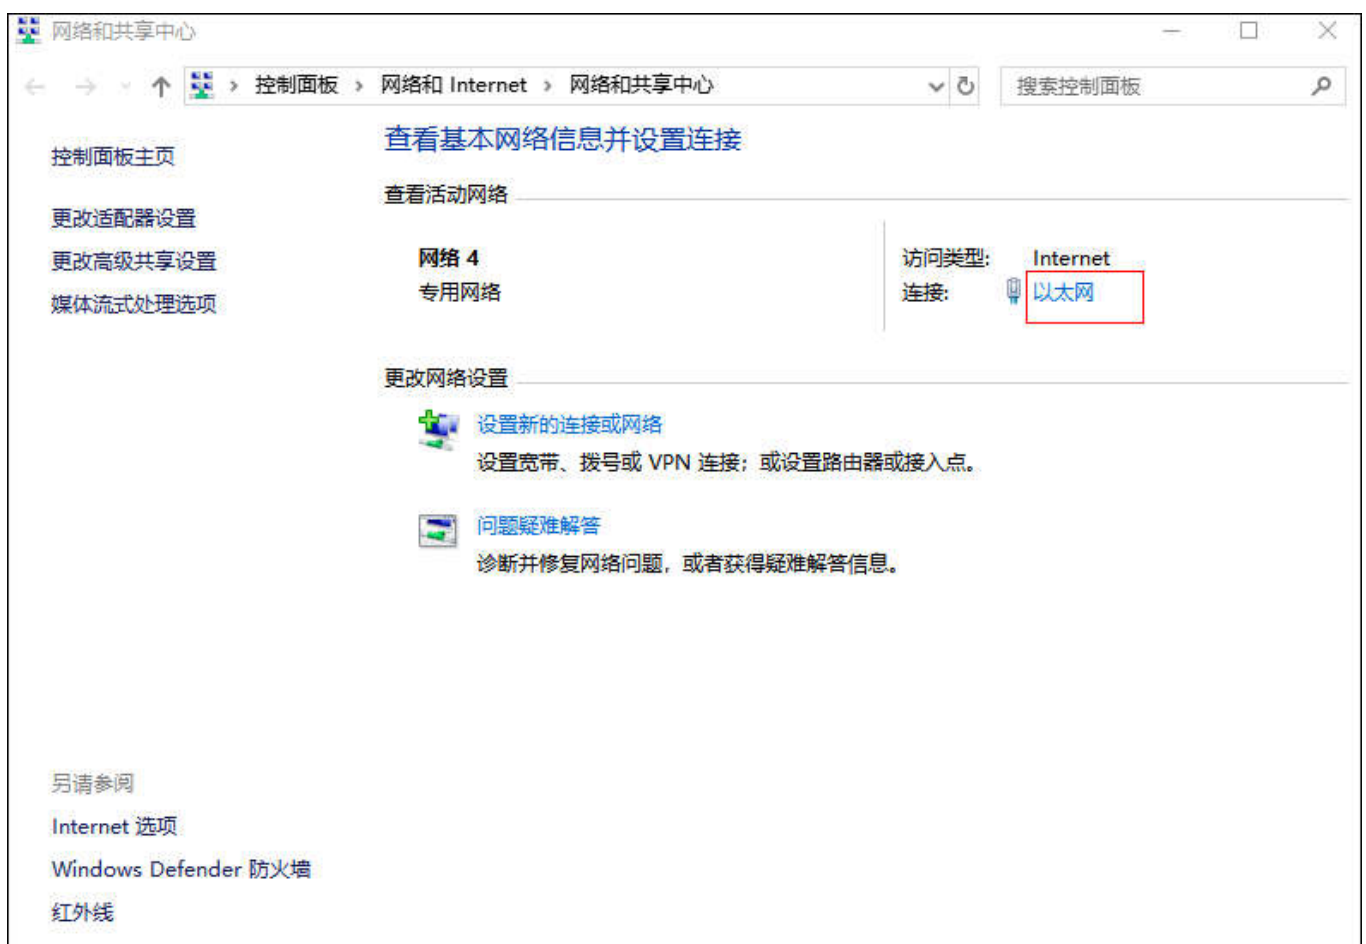 网络和共享中心
控制面板 > 网络和 Internet > 网络和共享中心
搜索控制面板
控制面板主页
更改适配器设置
更改高级共享设置
媒体流式处理选项
查看基本网络信息并设置连接
查看活动网络
网络 4
专用网络
访问类型: Internet
连接: 以太网
更改网络设置
设置新的连接或网络
设置宽带、拨号或 VPN 连接；或设置路由器或接入点。
问题疑难解答
诊断并修复网络问题，或者获得疑难解答信息。
另请参阅
Internet 选项
Windows Defender 防火墙
红外线